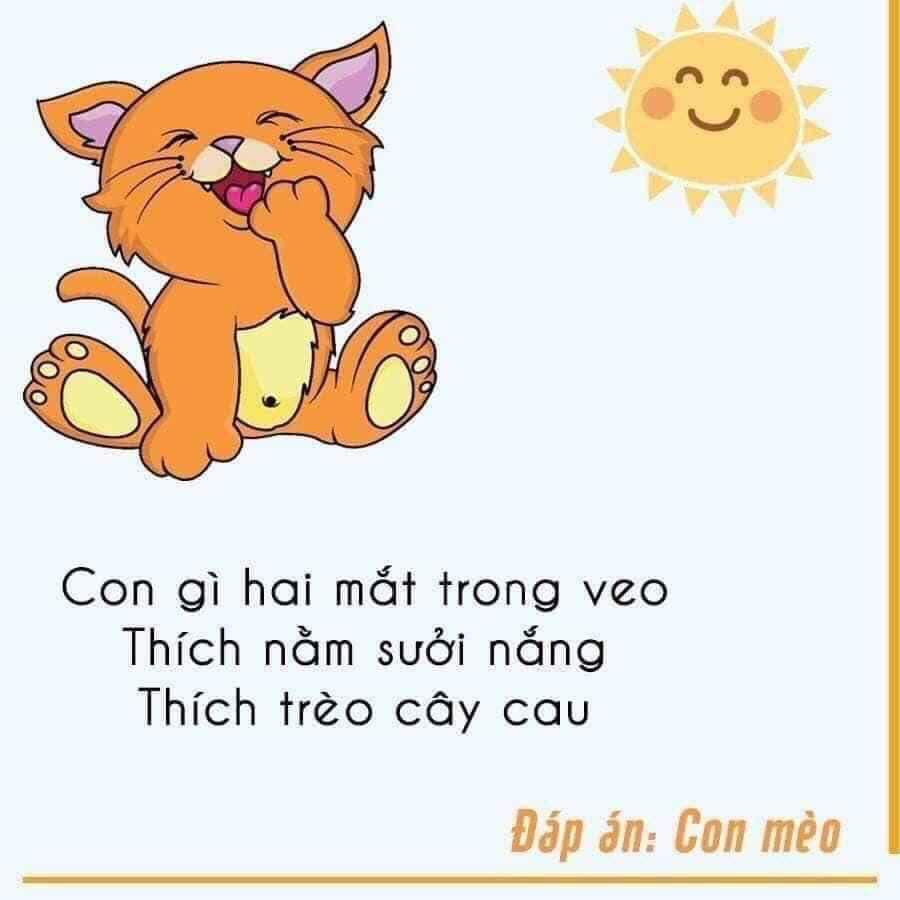 Con gì hai mắt trong veo
Thích nằm sưởi nắng
Thích trèo cây cau
Đáp án: Con mèo